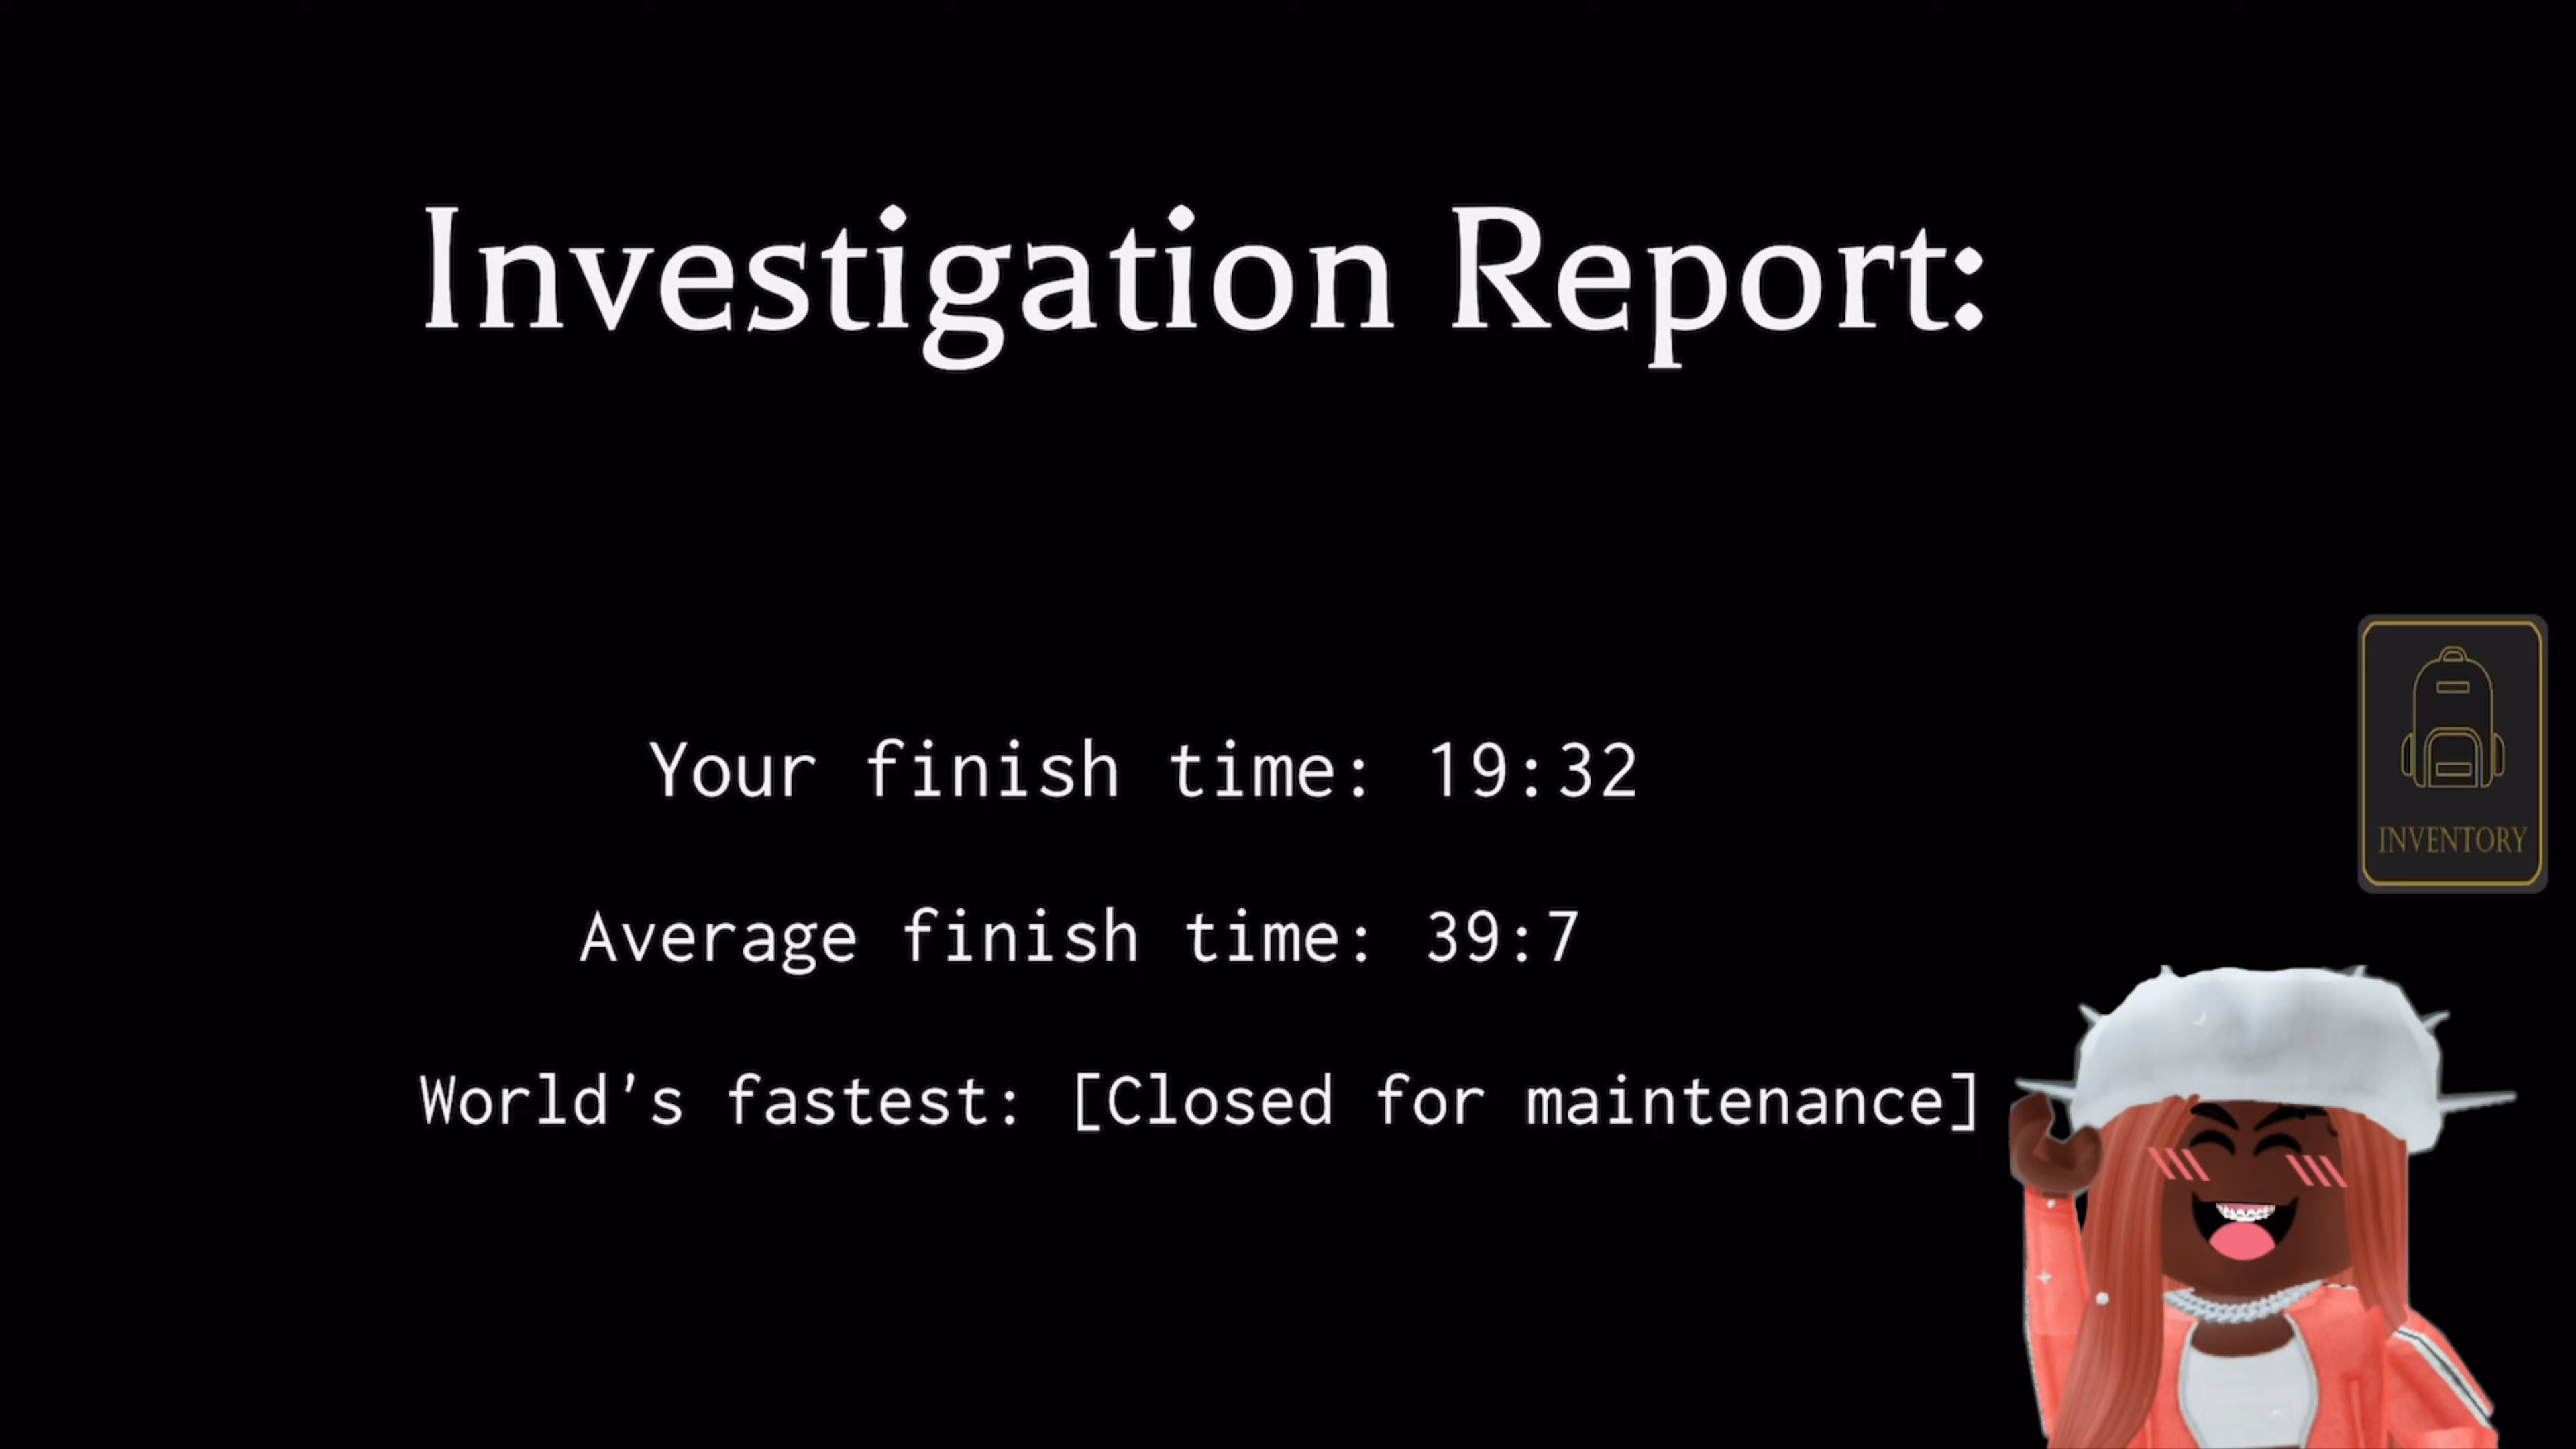 Investigation Report:
Your finish time: 19:32
INVENTORY
Average finish time: 39:7
World's fastest: [Closed for maintenance]